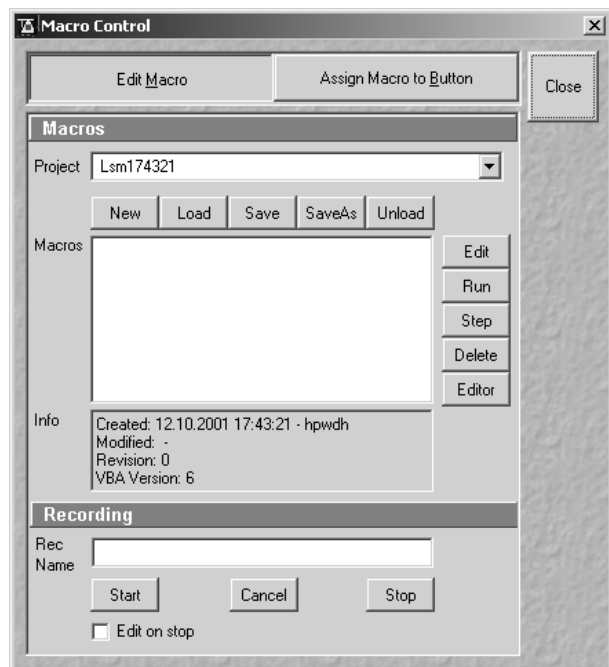 Macro Control
Edit Macro Assign Macro to Button Close
Macros
Project Lsm174321
New Load Save SaveAs Unload
Macros
Edit
Run
Step
Delete
Editor
Info
Created: 12.10.2001 17:43:21 - hpwdh
Modified: -
Revision: 0
VBA Version: 6
Recording
Rec
Name
Start Cancel Stop
Edit on stop